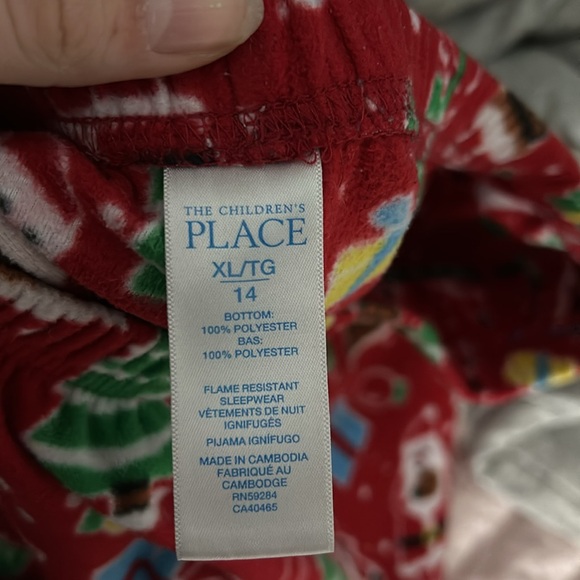 THE CHILDREN'S
PLACE
XL/TG
14
BOTTOM:
100% POLYESTER
BAS:
100% POLYESTER
FLAME RESISTANT
SLEEPWEAR
VÊTEMENTS DE NUIT
IGNIFUGÉS
PIJAMA IGNÍFUGO
MADE IN CAMBODIA
FABRIQUÉ AU
CAMBODGE
RN59284
CA40465